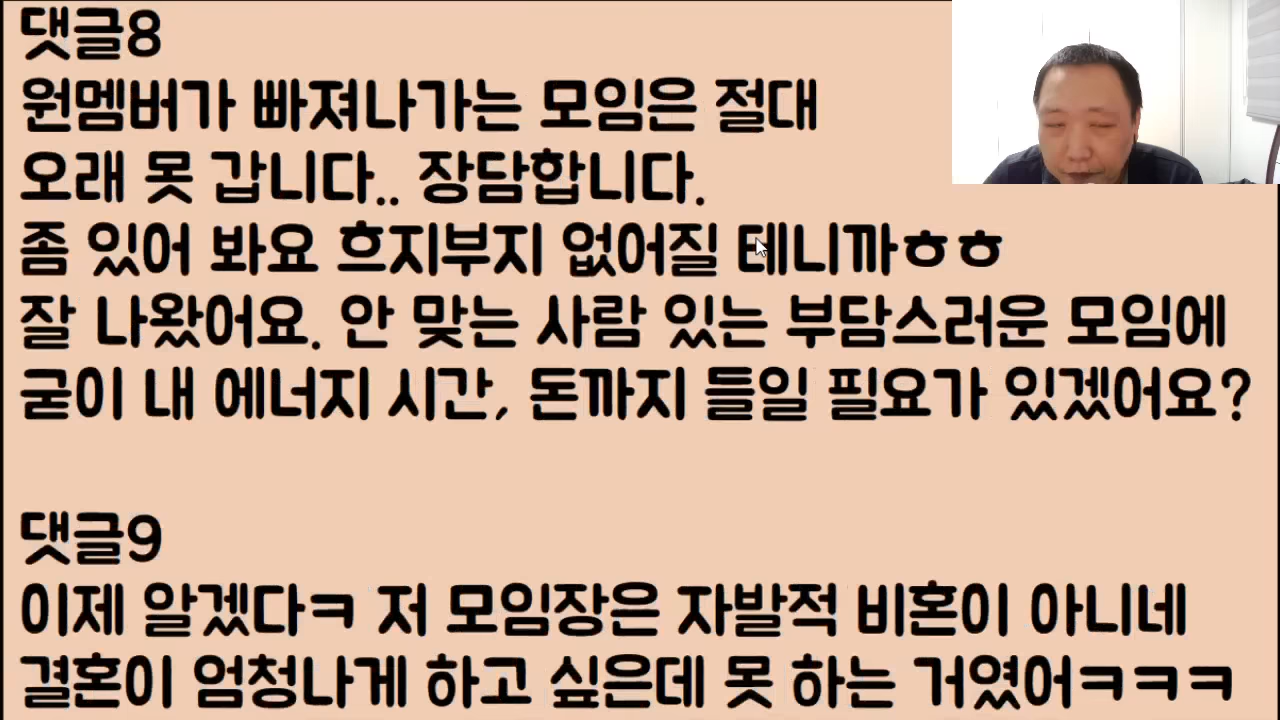 댓글8
원멤버가 빠져나가는 모임은 절대
오래 못 갑니다.. 장담합니다.
좀 있어 봐요 흐지부지 없어질 테니까ㅎㅎ
잘 나왔어요. 안 맞는 사람 있는 부담스러운 모임에
굳이 내 에너지 시간, 돈까지 들일 필요가 있겠어요?
댓글9
이제 알겠다ㅋ 저 모임장은 자발적 비혼이 아니네
결혼이 엄청나게 하고 싶은데 못 하는 거였어ㅋㅋㅋ